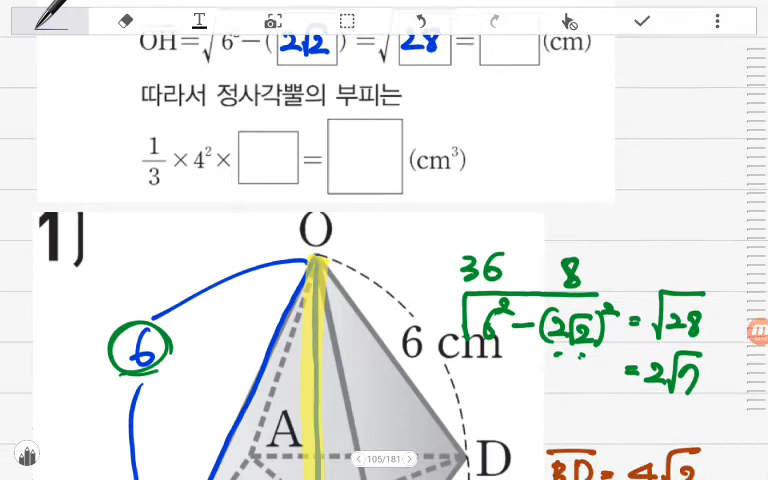 OH=√6²-(2√2)=√28=□(cm)
따라서 정사각뿔의 부피는
1/3 ×4²×□=□(cm³)
1)
O
36 8
√6²-(2√2)²=√28
=2√7
6
6 cm
A
D
BD=4√2
105/181